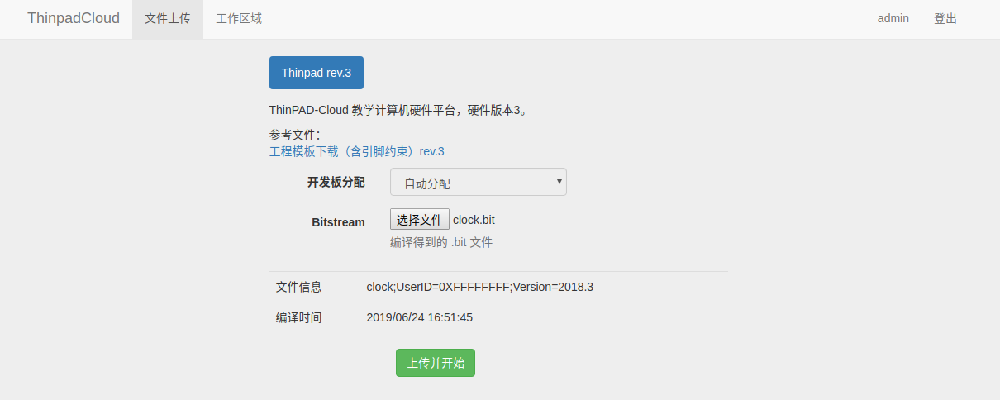 ThinpadCloud 文件上传 工作区域 admin 登出
Thinpad rev.3
ThinPAD-Cloud 教学计算机硬件平台，硬件版本3。
参考文件：
工程模板下载（含引脚约束）rev.3
开发板分配 自动分配
Bitstream 选择文件 clock.bit
编译得到的 .bit 文件
文件信息 clock;UserID=0XFFFFFFFF;Version=2018.3
编译时间 2019/06/24 16:51:45
上传并开始